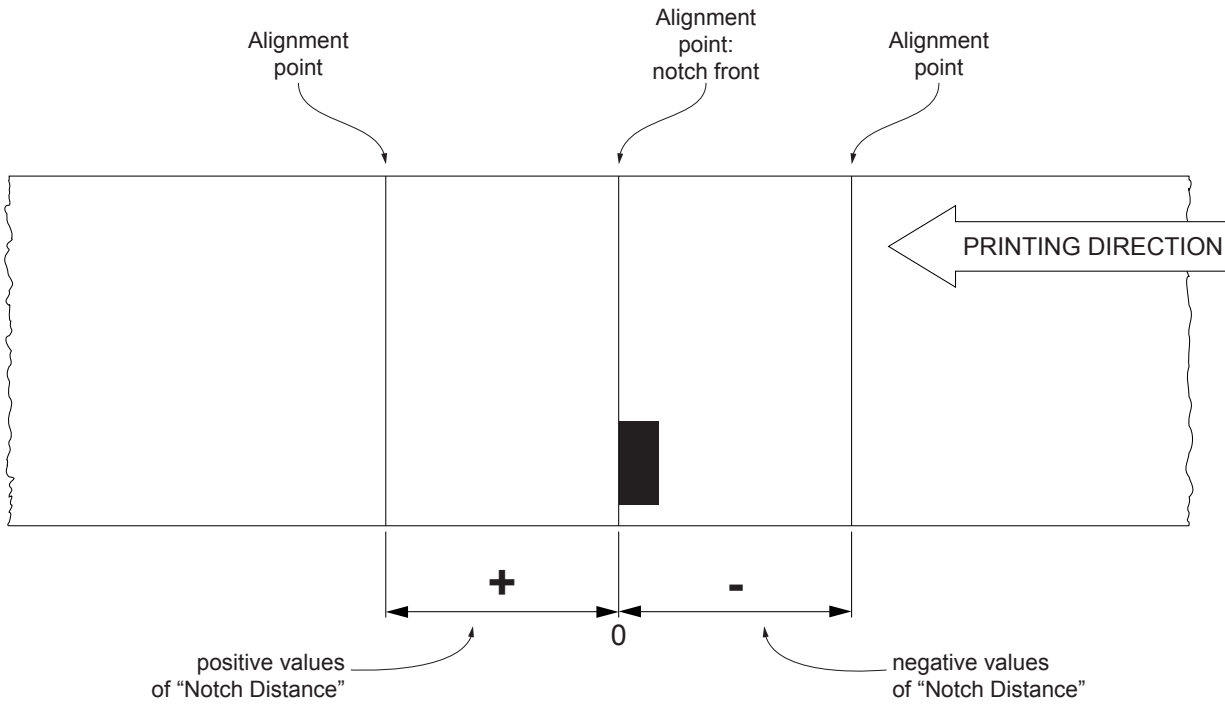 Alignment
point
Alignment
point:
notch front
Alignment
point
PRINTING DIRECTION
+
-
0
positive values
of “Notch Distance”
negative values
of “Notch Distance”